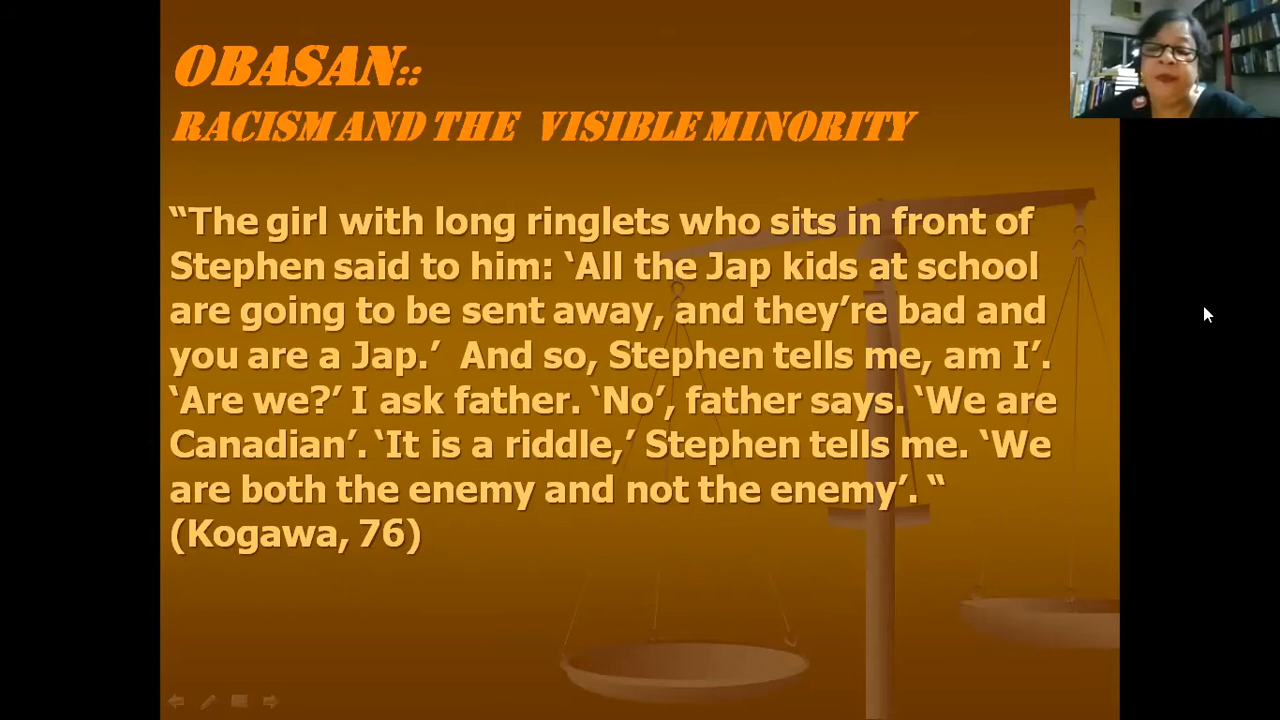 OBASAN::
RACISM AND THE VISIBLE MINORITY
“The girl with long ringlets who sits in front of
Stephen said to him: ‘All the Jap kids at school
are going to be sent away, and they’re bad and
you are a Jap.’ And so, Stephen tells me, am I’.
‘Are we?’ I ask father. ‘No’, father says. ‘We are
Canadian’. ‘It is a riddle,’ Stephen tells me. ‘We
are both the enemy and not the enemy’. “
(Kogawa, 76)